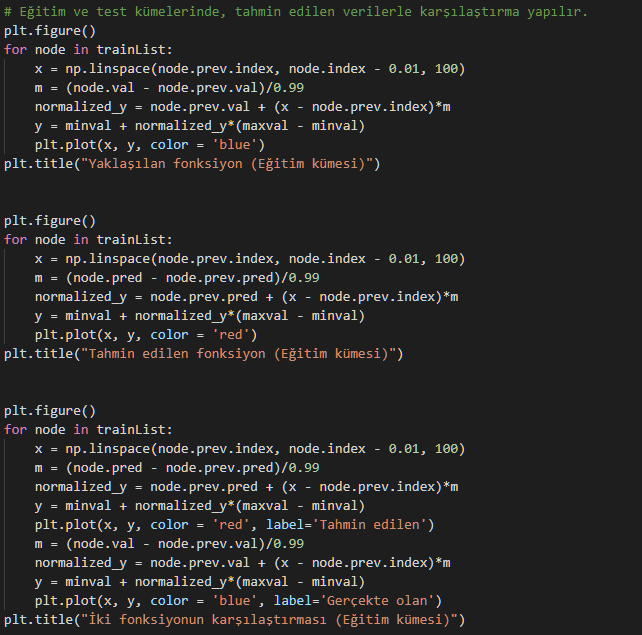 # Eğitim ve test kümelerinde, tahmin edilen verilerle karşılaştırma yapılır.
plt.figure()
for node in trainList:
    x = np.linspace(node.prev.index, node.index - 0.01, 100)
    m = (node.val - node.prev.val)/0.99
    normalized_y = node.prev.val + (x - node.prev.index)*m
    y = minval + normalized_y*(maxval - minval)
    plt.plot(x, y, color = 'blue')
plt.title("Yaklaşılan fonksiyon (Eğitim kümesi)")
plt.figure()
for node in trainList:
    x = np.linspace(node.prev.index, node.index - 0.01, 100)
    m = (node.pred - node.prev.pred)/0.99
    normalized_y = node.prev.pred + (x - node.prev.index)*m
    y = minval + normalized_y*(maxval - minval)
    plt.plot(x, y, color = 'red')
plt.title("Tahmin edilen fonksiyon (Eğitim kümesi)")
plt.figure()
for node in trainList:
    x = np.linspace(node.prev.index, node.index - 0.01, 100)
    m = (node.pred - node.prev.pred)/0.99
    normalized_y = node.prev.pred + (x - node.prev.index)*m
    y = minval + normalized_y*(maxval - minval)
    plt.plot(x, y, color = 'red', label='Tahmin edilen')
    m = (node.val - node.prev.val)/0.99
    normalized_y = node.prev.val + (x - node.prev.index)*m
    y = minval + normalized_y*(maxval - minval)
    plt.plot(x, y, color = 'blue', label='Gerçekte olan')
plt.title("İki fonksiyonun karşılaştırması (Eğitim kümesi)")